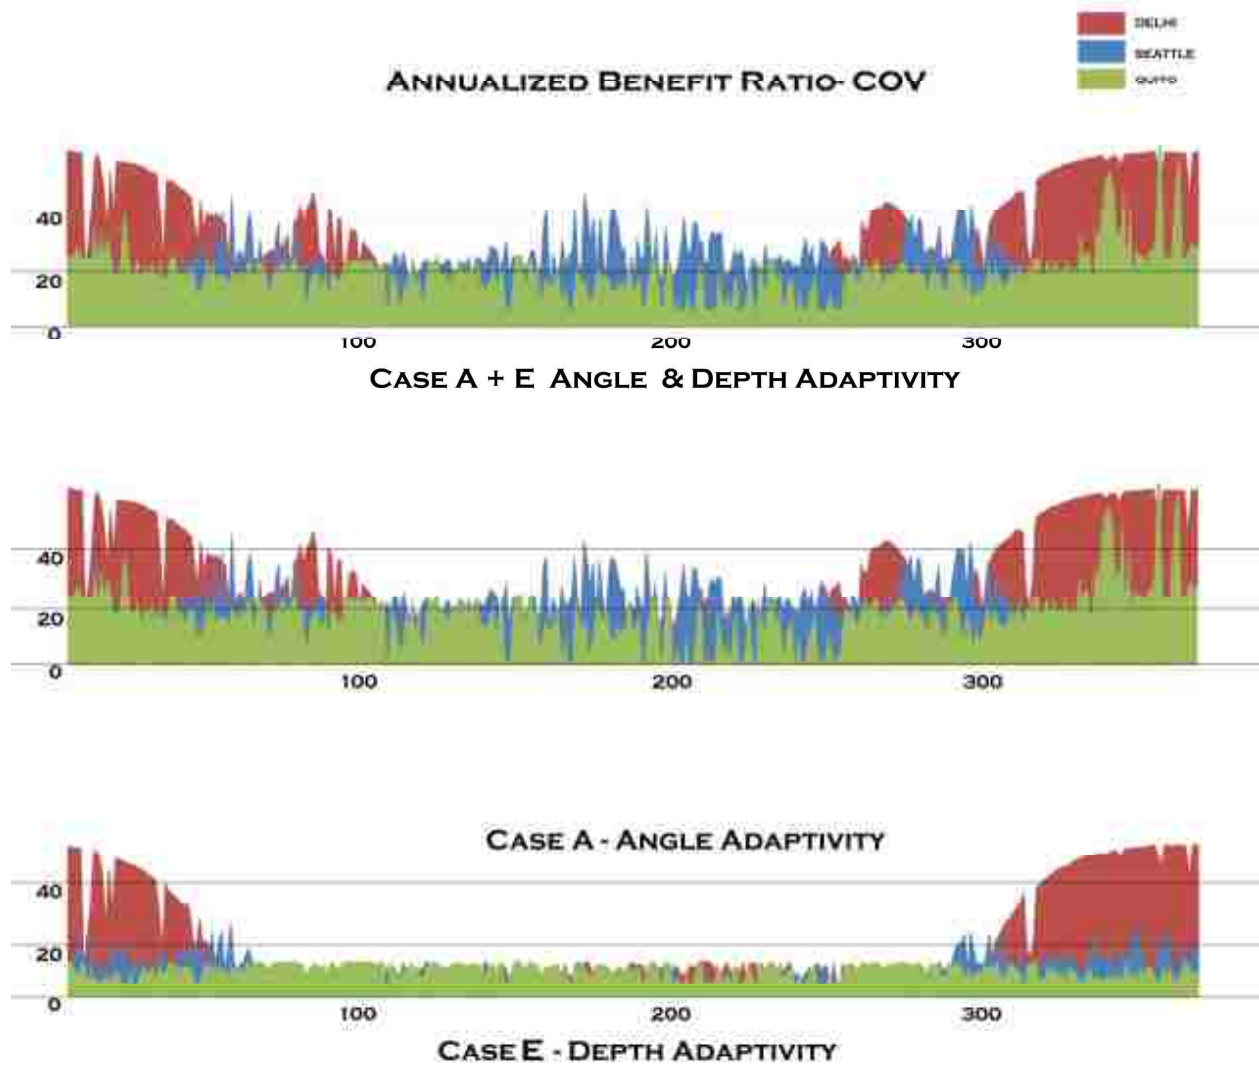 DELHI
SEATTLE
QUITO
ANNUALIZED BENEFIT RATIO- COV
40
20
0
100 200 300
CASE A + E ANGLE & DEPTH ADAPTIVITY
40
20
0
100 200 300
CASE A - ANGLE ADAPTIVITY
40
20
0
100 200 300
CASE E - DEPTH ADAPTIVITY